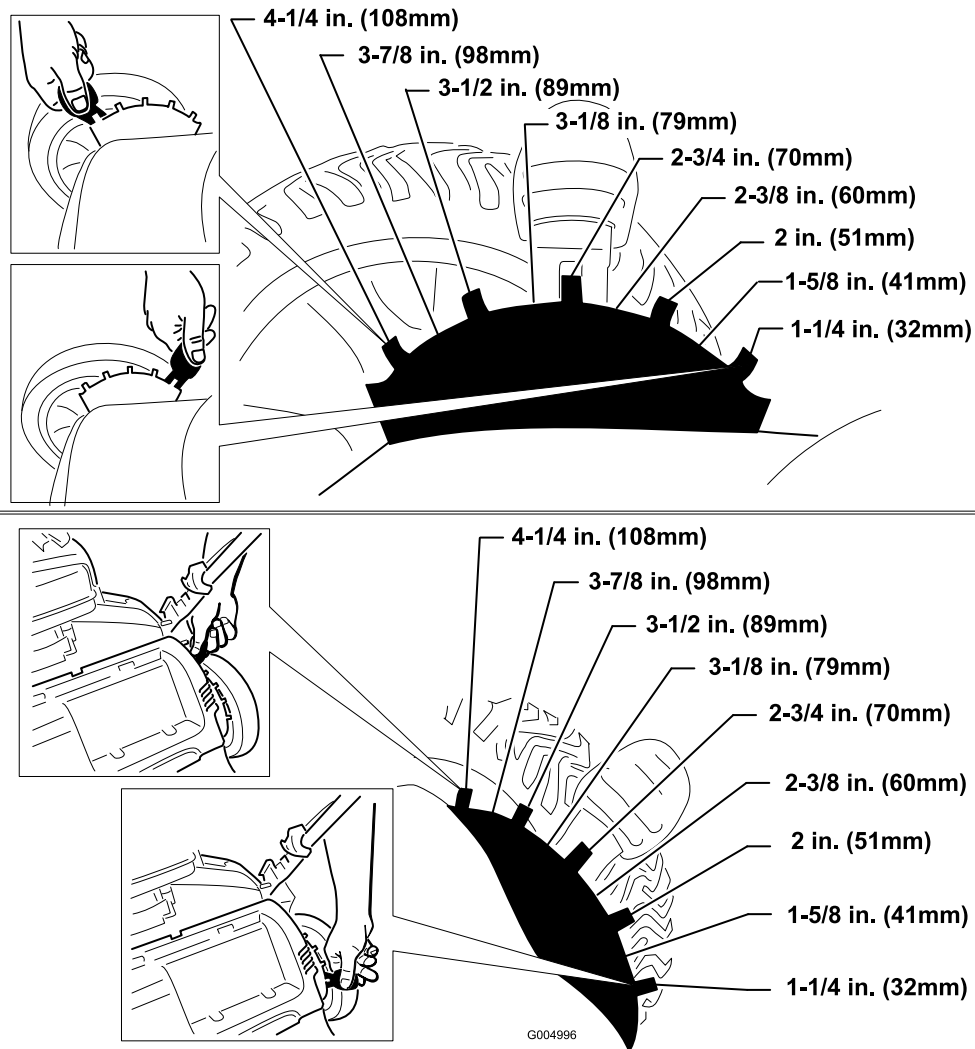 4-1/4 in. (108mm)
3-7/8 in. (98mm)
3-1/2 in. (89mm)
3-1/8 in. (79mm)
2-3/4 in. (70mm)
2-3/8 in. (60mm)
2 in. (51mm)
1-5/8 in. (41mm)
1-1/4 in. (32mm)
4-1/4 in. (108mm)
3-7/8 in. (98mm)
3-1/2 in. (89mm)
3-1/8 in. (79mm)
2-3/4 in. (70mm)
2-3/8 in. (60mm)
2 in. (51mm)
1-5/8 in. (41mm)
1-1/4 in. (32mm)
G004996